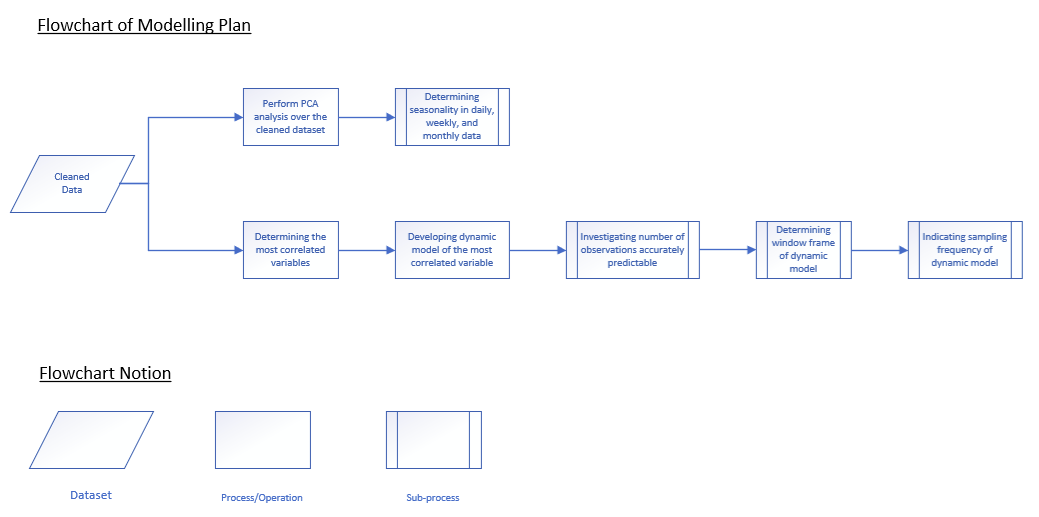 Flowchart of Modelling Plan
Perform PCA
analysis over the
cleaned dataset
Determining
seasonality in daily,
weekly, and
monthly data
Cleaned
Data
Determining the
most correlated
variables
Developing dynamic
model of the most
correlated variable
Investigating number of
observations accurately
predictable
Determining
window frame
of dynamic
model
Indicating sampling
frequency of
dynamic model
Flowchart Notion
Dataset
Process/Operation
Sub-process